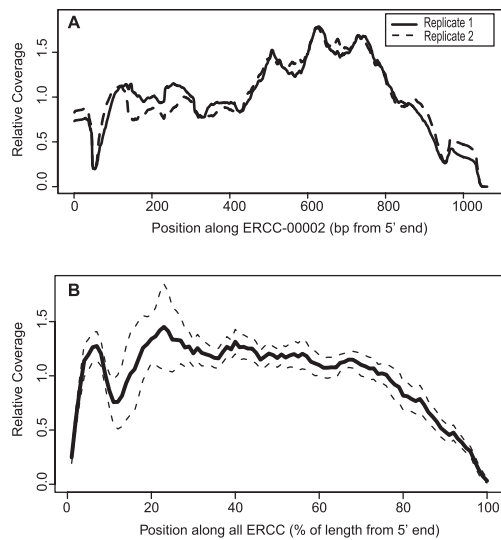 A
Replicate 1
Replicate 2
Relative Coverage
0.0 0.5 1.0 1.5
0 200 400 600 800 1000
Position along ERCC-00002 (bp from 5' end)
B
Relative Coverage
0.0 0.5 1.0 1.5
0 20 40 60 80 100
Position along all ERCC (% of length from 5' end)